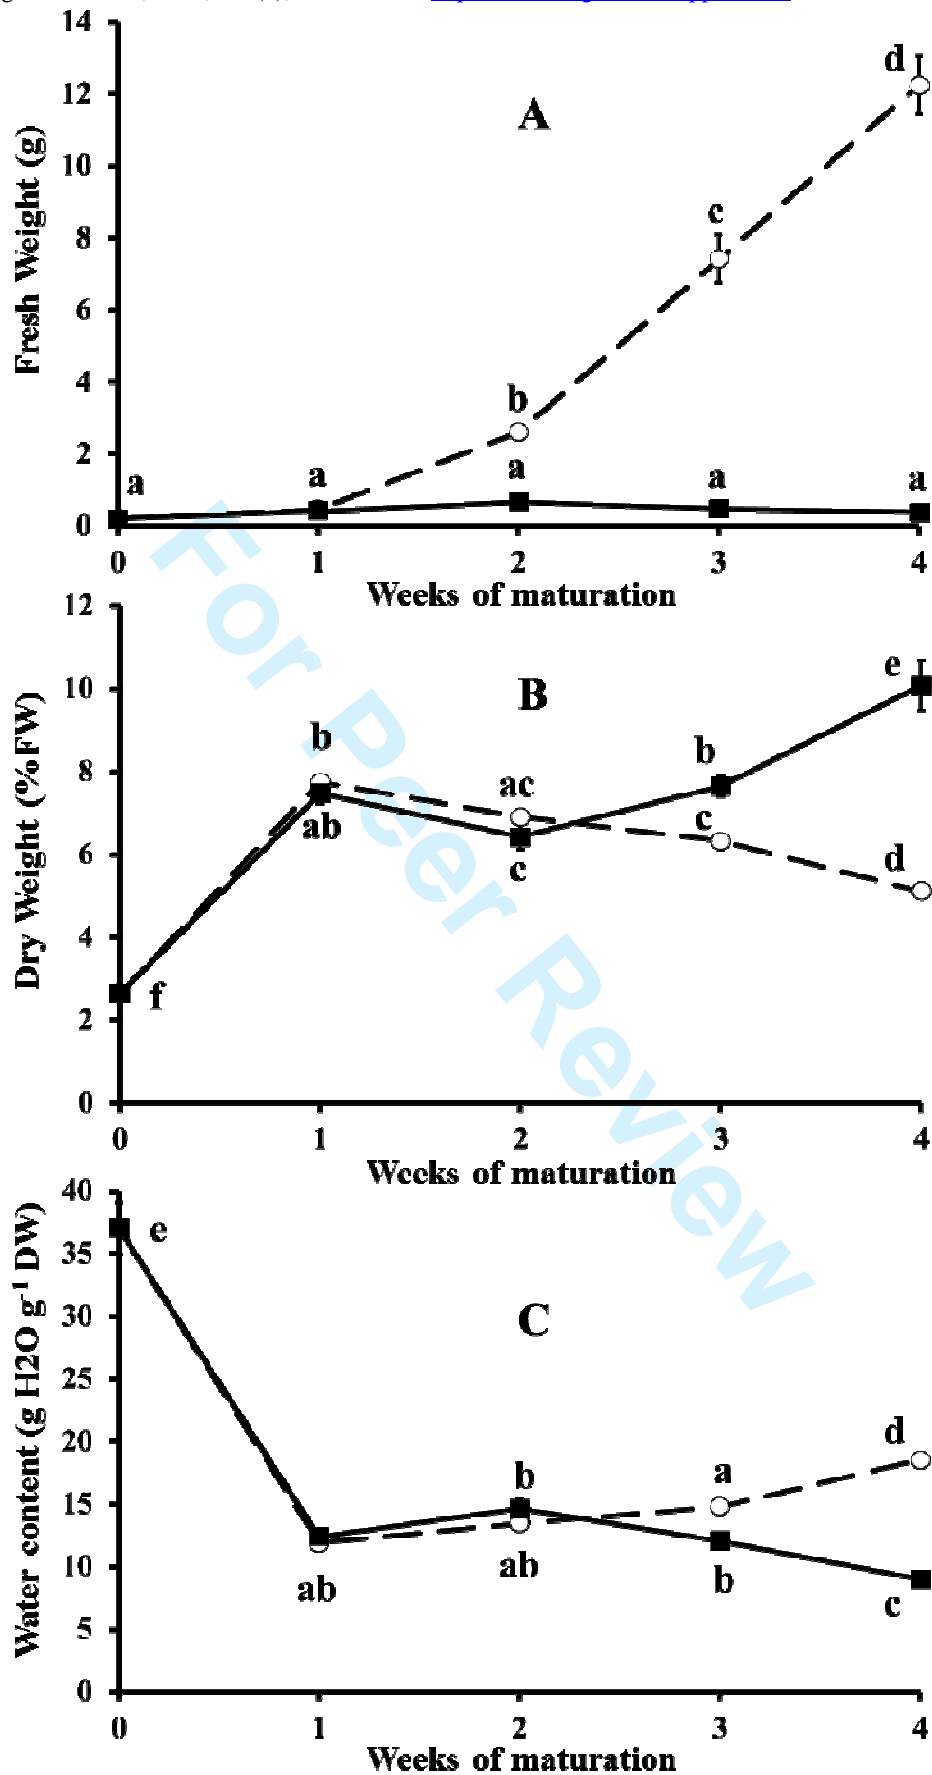 14
12
10
8
6
4
2
0
Fresh Weight (g)
A
a
a
b
a
c
a
d
a
0 1 2 3 4
Weeks of maturation
12
10
8
6
4
2
0
Dry Weight (%FW)
B
f
b
ab
ac
c
b
c
e
d
0 1 2 3 4
Weeks of maturation
40
35
30
25
20
15
10
5
0
Water content (g H2O g-1 DW)
C
e
ab
b
ab
a
b
d
c
0 1 2 3 4
Weeks of maturation
For Peer Review